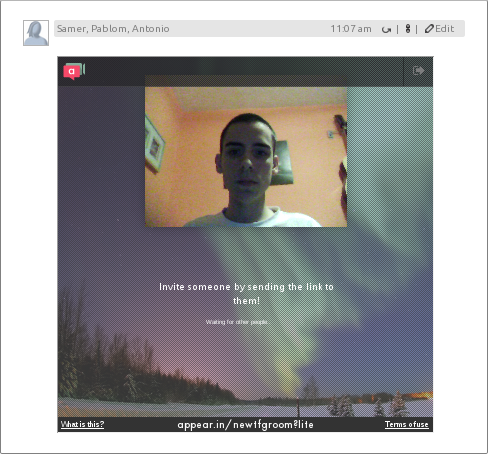 Samer, Pablom, Antonio 11:07 am | | Edit
a
Invite someone by sending the link to
them!
Waiting for other people..
What is this? appear.in/newtfgroom?lite Terms of use